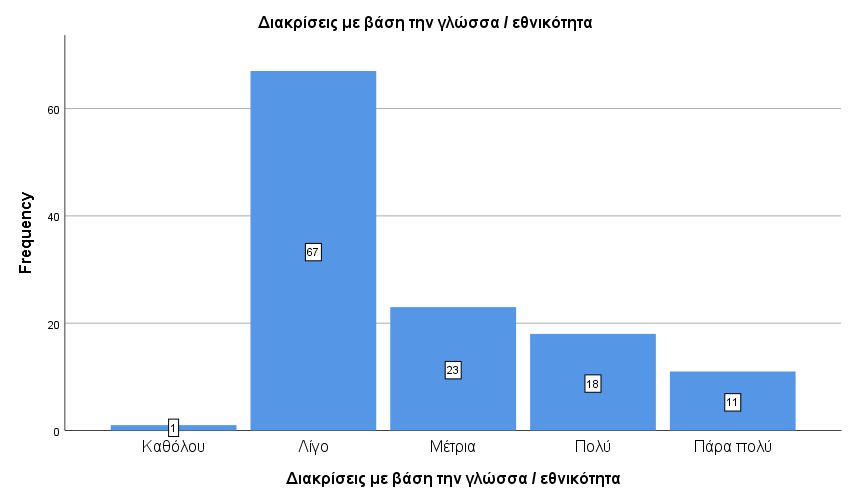 Διακρίσεις με βάση την γλώσσα / εθνικότητα
Frequency
60
40
20
0
1
67
23
18
11
Καθόλου
Λίγο
Μέτρια
Πολύ
Πάρα πολύ
Διακρίσεις με βάση την γλώσσα / εθνικότητα